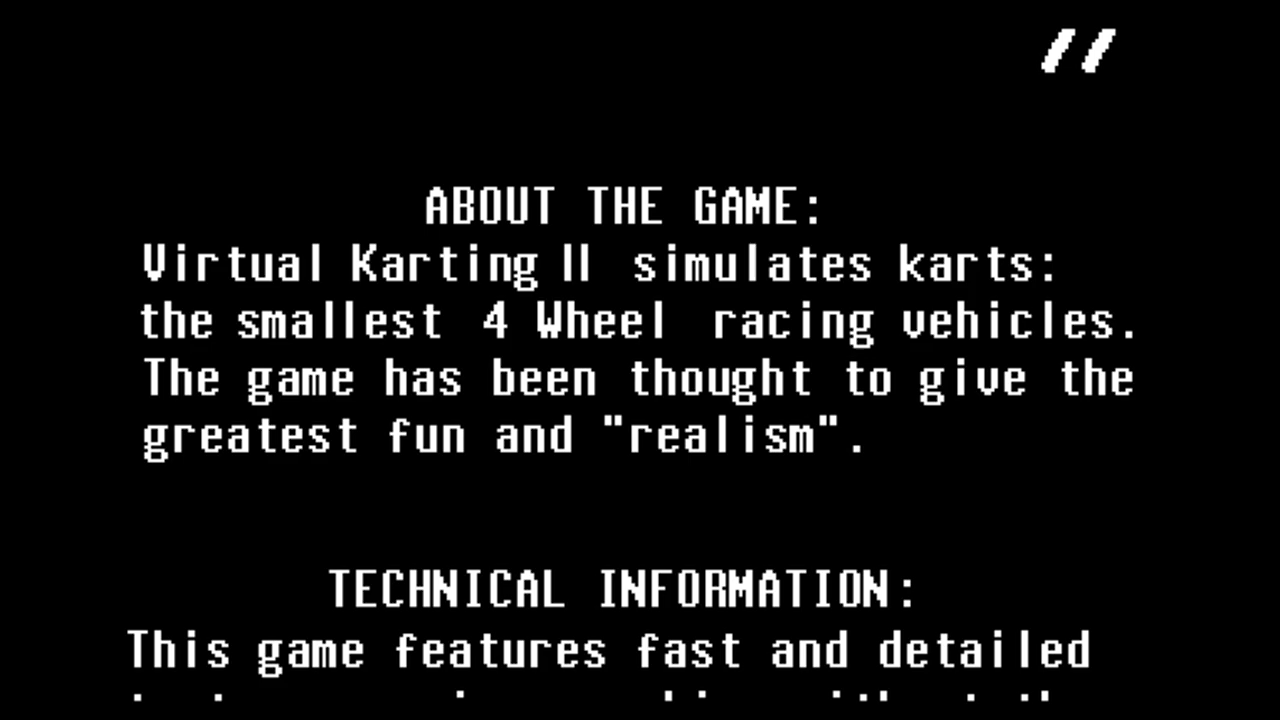 ABOUT THE GAME:
Virtual Karting II simulates karts:
the smallest 4 Wheel racing vehicles.
The game has been thought to give the
greatest fun and "realism".
TECHNICAL INFORMATION:
This game features fast and detailed